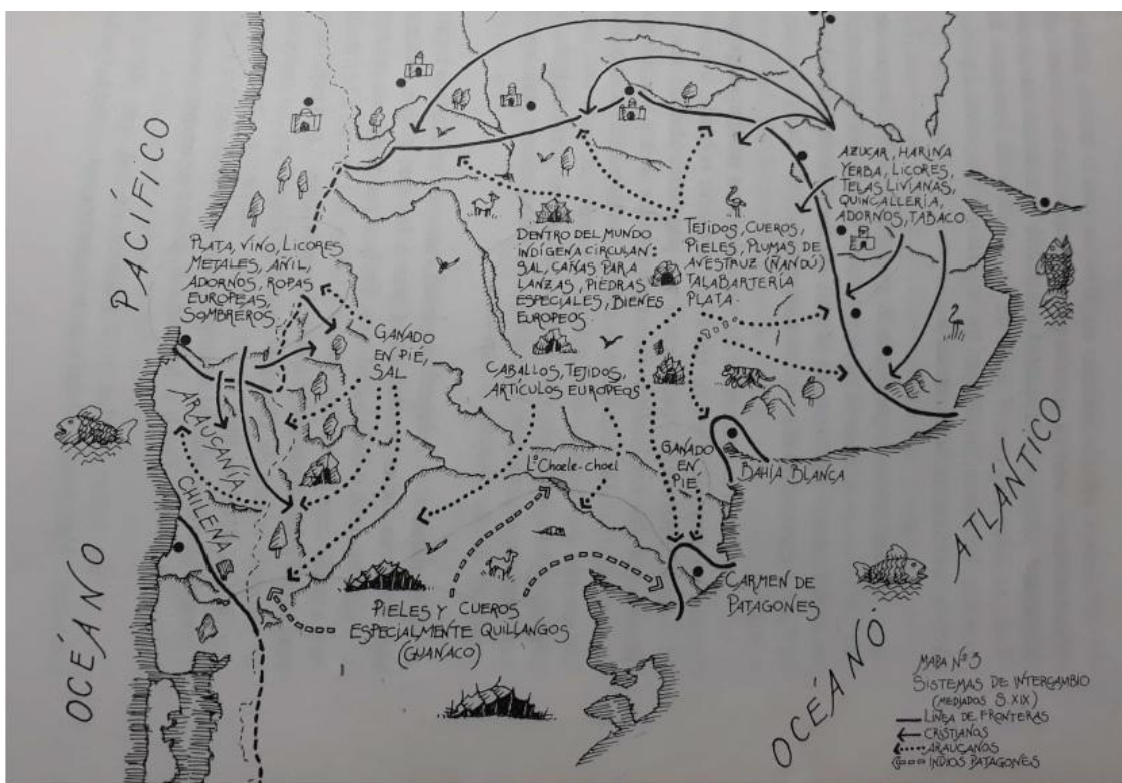 PACÍFICO
OCÉANO
AZUCAR, HARINA
YERBA, LICORES,
TELAS LIVIANAS,
QUINCALLERÍA,
ADORNOS, TABACO.
PLATA, VINO, LICORES
METALES, AÑIL,
ADORNOS, ROPAS
EUROPEAS,
SOMBREROS.
DENTRO DEL MUNDO
INDÍGENA CIRCULAN:
SAL, CAÑAS PARA
LANZAS, PIEDRAS
ESPECIALES, BIENES
EUROPEOS.
TEJIDOS, CUEROS,
PIELES, PLUMAS DE
AVESTRUZ (ÑANDÚ)
TALABARTERÍA
PLATA.
GANADO
EN PIÉ,
SAL
CABALLOS, TEJIDOS,
ARTÍCULOS EUROPEOS
ARAUCANÍA
CHILENA
Lª Choele-choel
GANADO
EN
PIÉ
BAHÍA BLANCA
CARMEN DE
PATAGONES
PIELES Y CUEROS
ESPECIALMENTE QUILLANGOS
(GUANACO)
OCÉANO
ATLÁNTICO
MAPA Nº 3
SISTEMAS DE INTERCAMBIO
(MEDIADOS S. XIX)
LÍNEA DE FRONTERAS
CRISTIANOS
ARAUCANOS
INDIOS PATAGONES